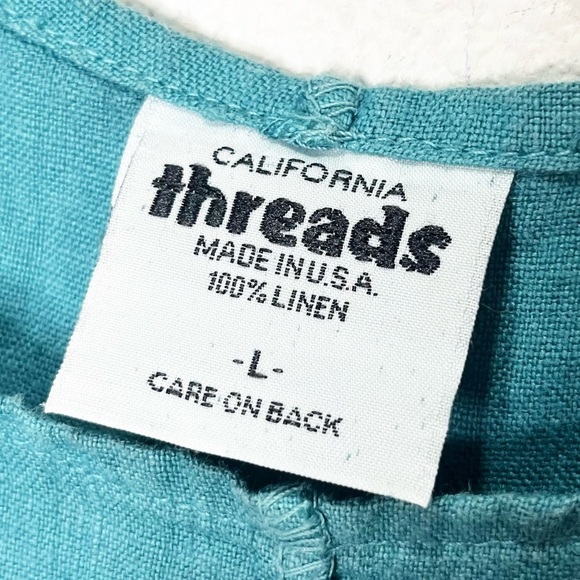 CALIFORNIA
threads
MADE IN U.S.A.
100% LINEN
-L-
CARE ON BACK